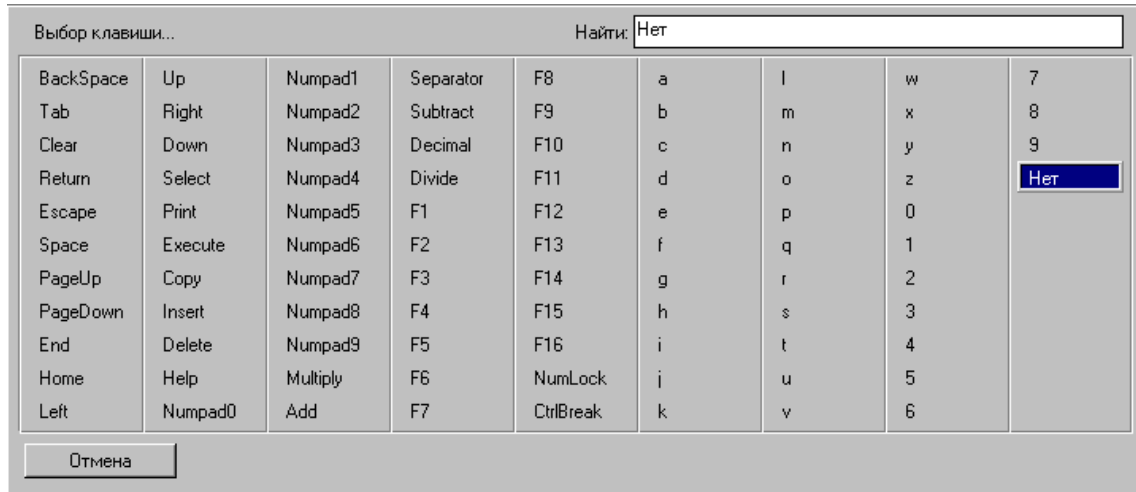 Выбор клавиши... Найти: Нет
BackSpace Up Numpad1 Separator F8 a l w 7
Tab Right Numpad2 Subtract F9 b m x 8
Clear Down Numpad3 Decimal F10 c n y 9
Return Select Numpad4 Divide F11 d o z Нет
Escape Print Numpad5 F1 F12 e p 0
Space Execute Numpad6 F2 F13 f q 1
PageUp Copy Numpad7 F3 F14 g r 2
PageDown Insert Numpad8 F4 F15 h s 3
End Delete Numpad9 F5 F16 i t 4
Home Help Multiply F6 NumLock j u 5
Left Numpad0 Add F7 CtrlBreak k v 6
Отмена